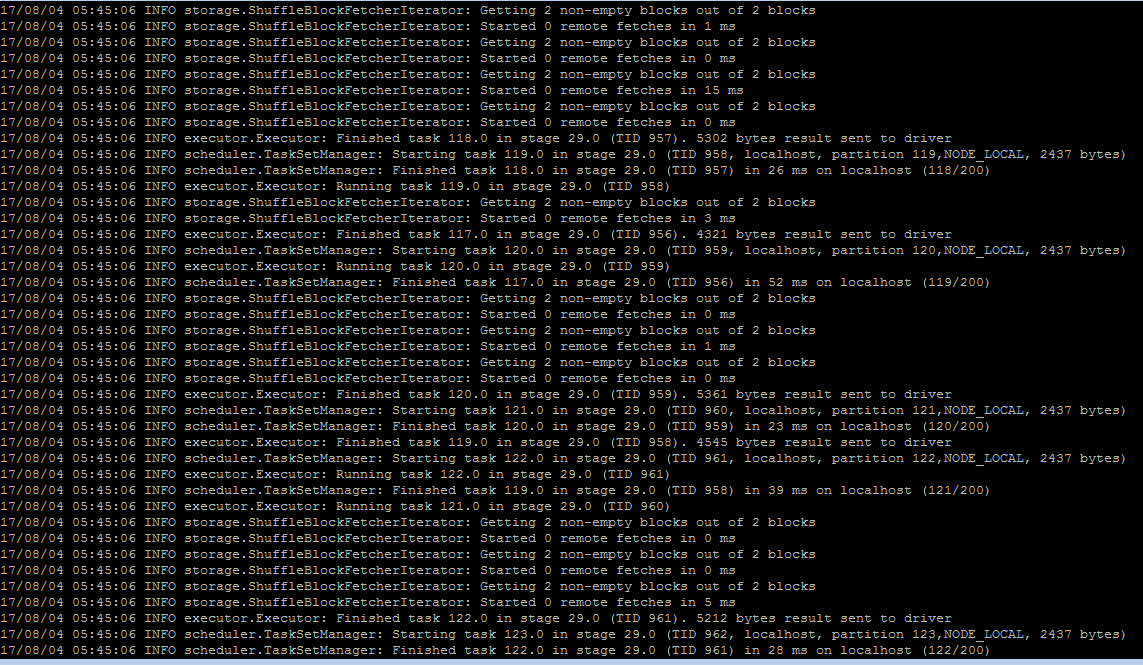 17/08/04 05:45:06 INFO storage.ShuffleBlockFetcherIterator: Getting 2 non-empty blocks out of 2 blocks
17/08/04 05:45:06 INFO storage.ShuffleBlockFetcherIterator: Started 0 remote fetches in 1 ms
17/08/04 05:45:06 INFO storage.ShuffleBlockFetcherIterator: Getting 2 non-empty blocks out of 2 blocks
17/08/04 05:45:06 INFO storage.ShuffleBlockFetcherIterator: Started 0 remote fetches in 0 ms
17/08/04 05:45:06 INFO storage.ShuffleBlockFetcherIterator: Getting 2 non-empty blocks out of 2 blocks
17/08/04 05:45:06 INFO storage.ShuffleBlockFetcherIterator: Started 0 remote fetches in 15 ms
17/08/04 05:45:06 INFO storage.ShuffleBlockFetcherIterator: Getting 2 non-empty blocks out of 2 blocks
17/08/04 05:45:06 INFO storage.ShuffleBlockFetcherIterator: Started 0 remote fetches in 0 ms
17/08/04 05:45:06 INFO executor.Executor: Finished task 118.0 in stage 29.0 (TID 957). 5302 bytes result sent to driver
17/08/04 05:45:06 INFO scheduler.TaskSetManager: Starting task 119.0 in stage 29.0 (TID 958, localhost, partition 119,NODE_LOCAL, 2437 bytes)
17/08/04 05:45:06 INFO scheduler.TaskSetManager: Finished task 118.0 in stage 29.0 (TID 957) in 26 ms on localhost (118/200)
17/08/04 05:45:06 INFO executor.Executor: Running task 119.0 in stage 29.0 (TID 958)
17/08/04 05:45:06 INFO storage.ShuffleBlockFetcherIterator: Getting 2 non-empty blocks out of 2 blocks
17/08/04 05:45:06 INFO storage.ShuffleBlockFetcherIterator: Started 0 remote fetches in 3 ms
17/08/04 05:45:06 INFO executor.Executor: Finished task 117.0 in stage 29.0 (TID 956). 4321 bytes result sent to driver
17/08/04 05:45:06 INFO scheduler.TaskSetManager: Starting task 120.0 in stage 29.0 (TID 959, localhost, partition 120,NODE_LOCAL, 2437 bytes)
17/08/04 05:45:06 INFO executor.Executor: Running task 120.0 in stage 29.0 (TID 959)
17/08/04 05:45:06 INFO scheduler.TaskSetManager: Finished task 117.0 in stage 29.0 (TID 956) in 52 ms on localhost (119/200)
17/08/04 05:45:06 INFO storage.ShuffleBlockFetcherIterator: Getting 2 non-empty blocks out of 2 blocks
17/08/04 05:45:06 INFO storage.ShuffleBlockFetcherIterator: Started 0 remote fetches in 0 ms
17/08/04 05:45:06 INFO storage.ShuffleBlockFetcherIterator: Getting 2 non-empty blocks out of 2 blocks
17/08/04 05:45:06 INFO storage.ShuffleBlockFetcherIterator: Started 0 remote fetches in 1 ms
17/08/04 05:45:06 INFO storage.ShuffleBlockFetcherIterator: Getting 2 non-empty blocks out of 2 blocks
17/08/04 05:45:06 INFO storage.ShuffleBlockFetcherIterator: Started 0 remote fetches in 0 ms
17/08/04 05:45:06 INFO executor.Executor: Finished task 120.0 in stage 29.0 (TID 959). 5361 bytes result sent to driver
17/08/04 05:45:06 INFO scheduler.TaskSetManager: Starting task 121.0 in stage 29.0 (TID 960, localhost, partition 121,NODE_LOCAL, 2437 bytes)
17/08/04 05:45:06 INFO scheduler.TaskSetManager: Finished task 120.0 in stage 29.0 (TID 959) in 23 ms on localhost (120/200)
17/08/04 05:45:06 INFO executor.Executor: Finished task 119.0 in stage 29.0 (TID 958). 4545 bytes result sent to driver
17/08/04 05:45:06 INFO scheduler.TaskSetManager: Starting task 122.0 in stage 29.0 (TID 961, localhost, partition 122,NODE_LOCAL, 2437 bytes)
17/08/04 05:45:06 INFO executor.Executor: Running task 122.0 in stage 29.0 (TID 961)
17/08/04 05:45:06 INFO scheduler.TaskSetManager: Finished task 119.0 in stage 29.0 (TID 958) in 39 ms on localhost (121/200)
17/08/04 05:45:06 INFO executor.Executor: Running task 121.0 in stage 29.0 (TID 960)
17/08/04 05:45:06 INFO storage.ShuffleBlockFetcherIterator: Getting 2 non-empty blocks out of 2 blocks
17/08/04 05:45:06 INFO storage.ShuffleBlockFetcherIterator: Started 0 remote fetches in 0 ms
17/08/04 05:45:06 INFO storage.ShuffleBlockFetcherIterator: Getting 2 non-empty blocks out of 2 blocks
17/08/04 05:45:06 INFO storage.ShuffleBlockFetcherIterator: Started 0 remote fetches in 0 ms
17/08/04 05:45:06 INFO storage.ShuffleBlockFetcherIterator: Getting 2 non-empty blocks out of 2 blocks
17/08/04 05:45:06 INFO storage.ShuffleBlockFetcherIterator: Started 0 remote fetches in 5 ms
17/08/04 05:45:06 INFO executor.Executor: Finished task 122.0 in stage 29.0 (TID 961). 5212 bytes result sent to driver
17/08/04 05:45:06 INFO scheduler.TaskSetManager: Starting task 123.0 in stage 29.0 (TID 962, localhost, partition 123,NODE_LOCAL, 2437 bytes)
17/08/04 05:45:06 INFO scheduler.TaskSetManager: Finished task 122.0 in stage 29.0 (TID 961) in 28 ms on localhost (122/200)